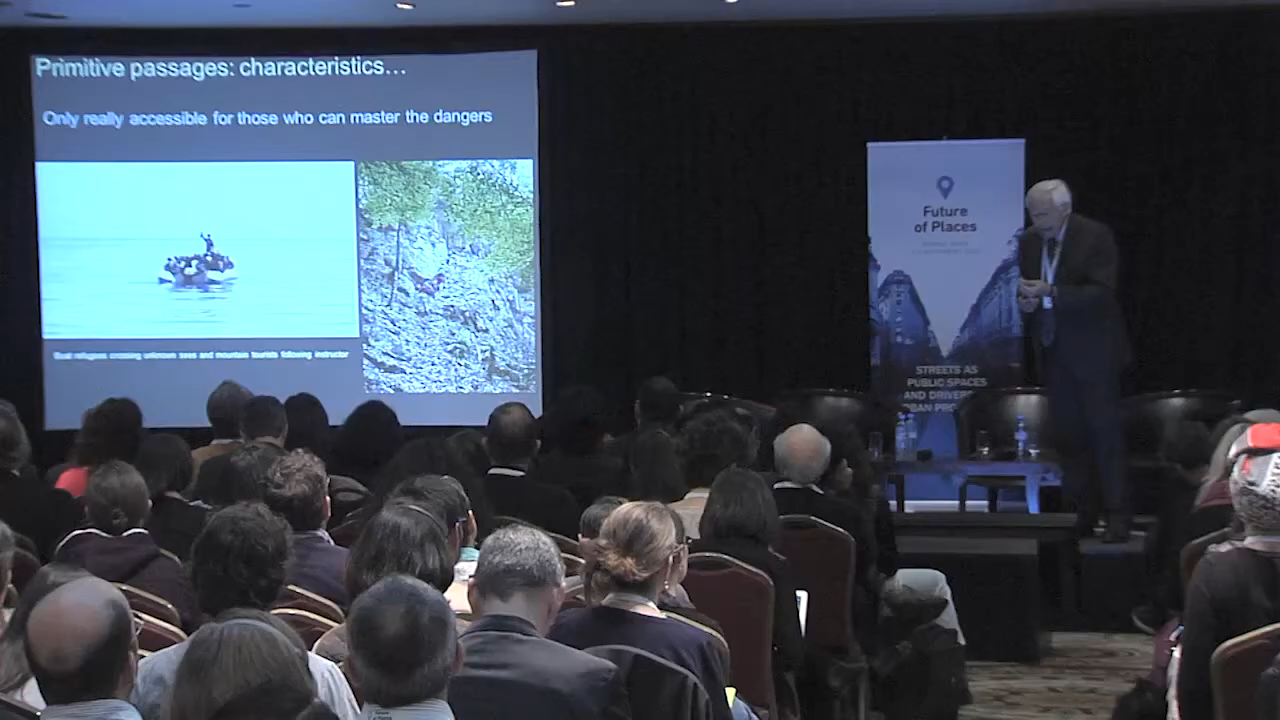 Primitive passages: characteristics...
Only really accessible for those who can master the dangers
Boat refugees crossing unknown seas and mountain tourists following instructor
Future
of Places
STREETS AS
PUBLIC SPACES
AND